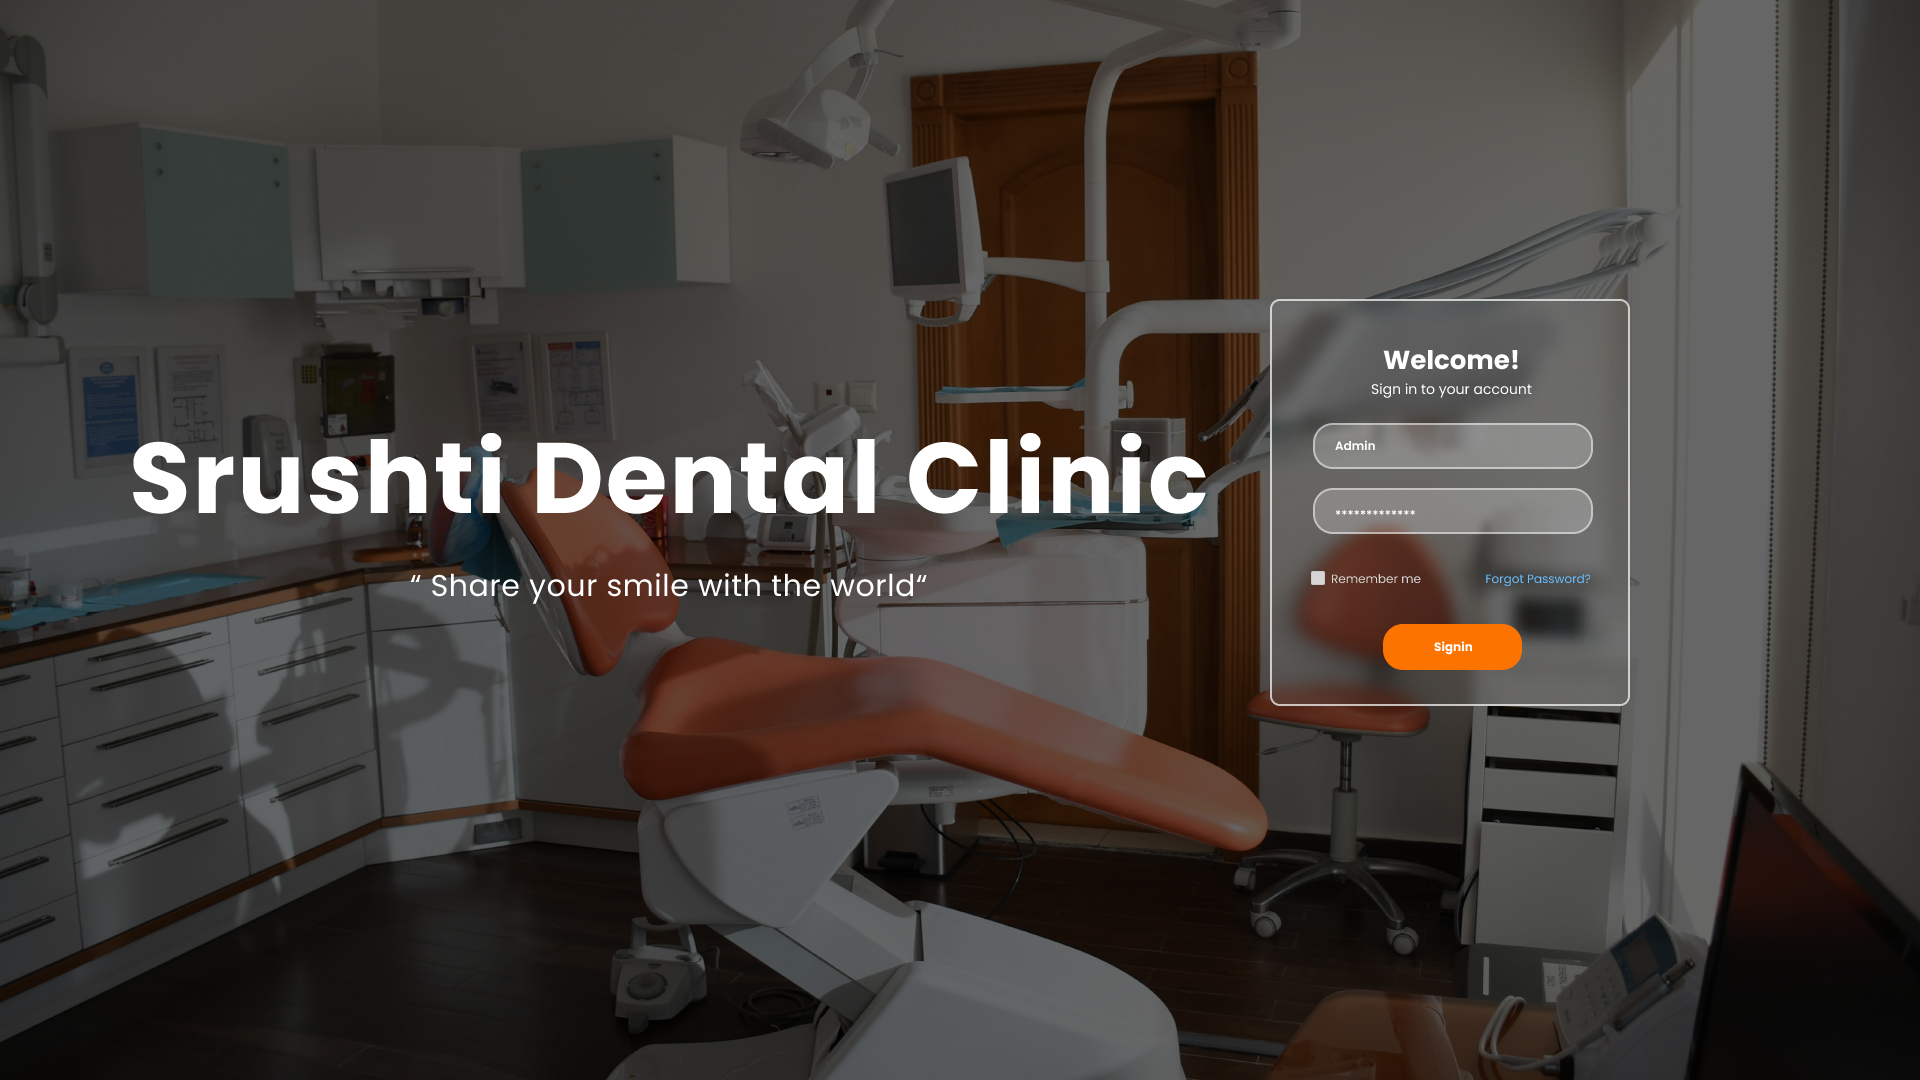 Srushti Dental Clinic
“ Share your smile with the world“
Welcome!
Sign in to your account
Admin
*************
Remember me
Forgot Password?
Signin